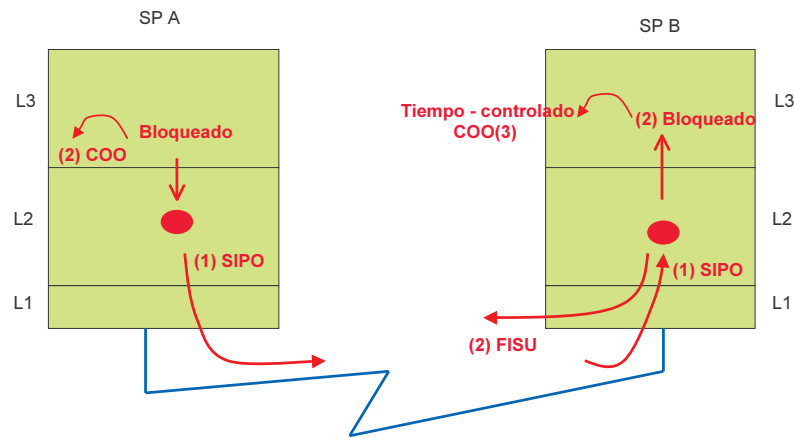 SP A
SP B
L3
Bloqueado
(2) COO
L2
(1) SIPO
L1
Tiempo - controlado
COO(3)
(2) Bloqueado
L3
L2
(1) SIPO
L1
(2) FISU